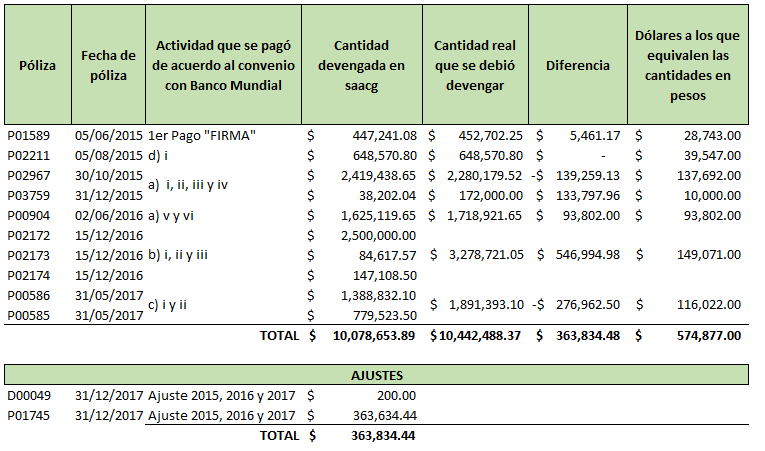 Póliza Fecha de póliza Actividad que se pagó de acuerdo al convenio con Banco Mundial Cantidad devengada en saacg Cantidad real que se debió devengar Diferencia Dólares a los que equivalen las cantidades en pesos
P01589 05/06/2015 1er Pago "FIRMA" $ 447,241.08 $ 452,702.25 $ 5,461.17 $ 28,743.00
P02211 05/08/2015 d) i $ 648,570.80 $ 648,570.80 $ - $ 39,547.00
P02967 30/10/2015 a) i, ii, iii y iv $ 2,419,438.65 $ 2,280,179.52 -$ 139,259.13 $ 137,692.00
P03759 31/12/2015 $ 38,202.04 $ 172,000.00 $ 133,797.96 $ 10,000.00
P00904 02/06/2016 a) v y vi $ 1,625,119.65 $ 1,718,921.65 $ 93,802.00 $ 93,802.00
P02172 15/12/2016 $ 2,500,000.00
P02173 15/12/2016 b) i, ii y iii $ 84,617.57 $ 3,278,721.05 $ 546,994.98 $ 149,071.00
P02174 15/12/2016 $ 147,108.50
P00586 31/05/2017 c) i y ii $ 1,388,832.10 $ 1,891,393.10 -$ 276,962.50 $ 116,022.00
P00585 31/05/2017 $ 779,523.50
TOTAL $ 10,078,653.89 $10,442,488.37 $ 363,834.48 $ 574,877.00
AJUSTES
D00049 31/12/2017 Ajuste 2015, 2016 y 2017 $ 200.00
P01745 31/12/2017 Ajuste 2015, 2016 y 2017 $ 363,634.44
TOTAL $ 363,834.44